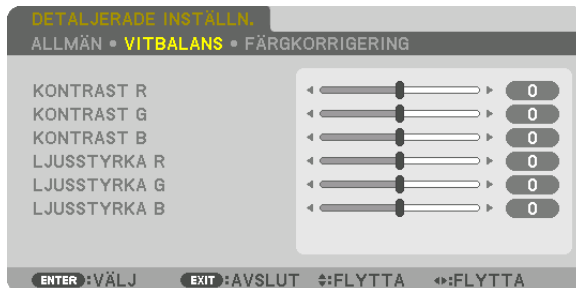 DETALJERADE INSTÄLLN.
ALLMÄN • VITBALANS • FÄRGKORRIGERING
KONTRAST R 0
KONTRAST G 0
KONTRAST B 0
LJUSSTYRKA R 0
LJUSSTYRKA G 0
LJUSSTYRKA B 0
ENTER:VÄLJ EXIT:AVSLUT :FLYTTA :FLYTTA